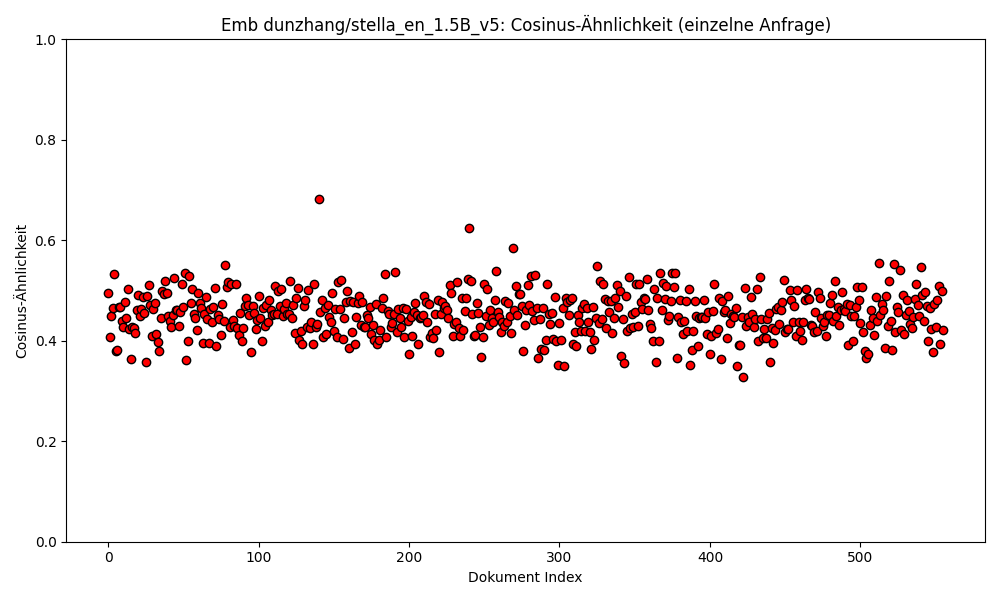 Emb dunzhang/stella_en_1.5B_v5: Cosinus-Ähnlichkeit (einzelne Anfrage)
1.0
0.8
0.6
0.4
0.2
0.0
Cosinus-Ähnlichkeit
0 100 200 300 400 500
Dokument Index